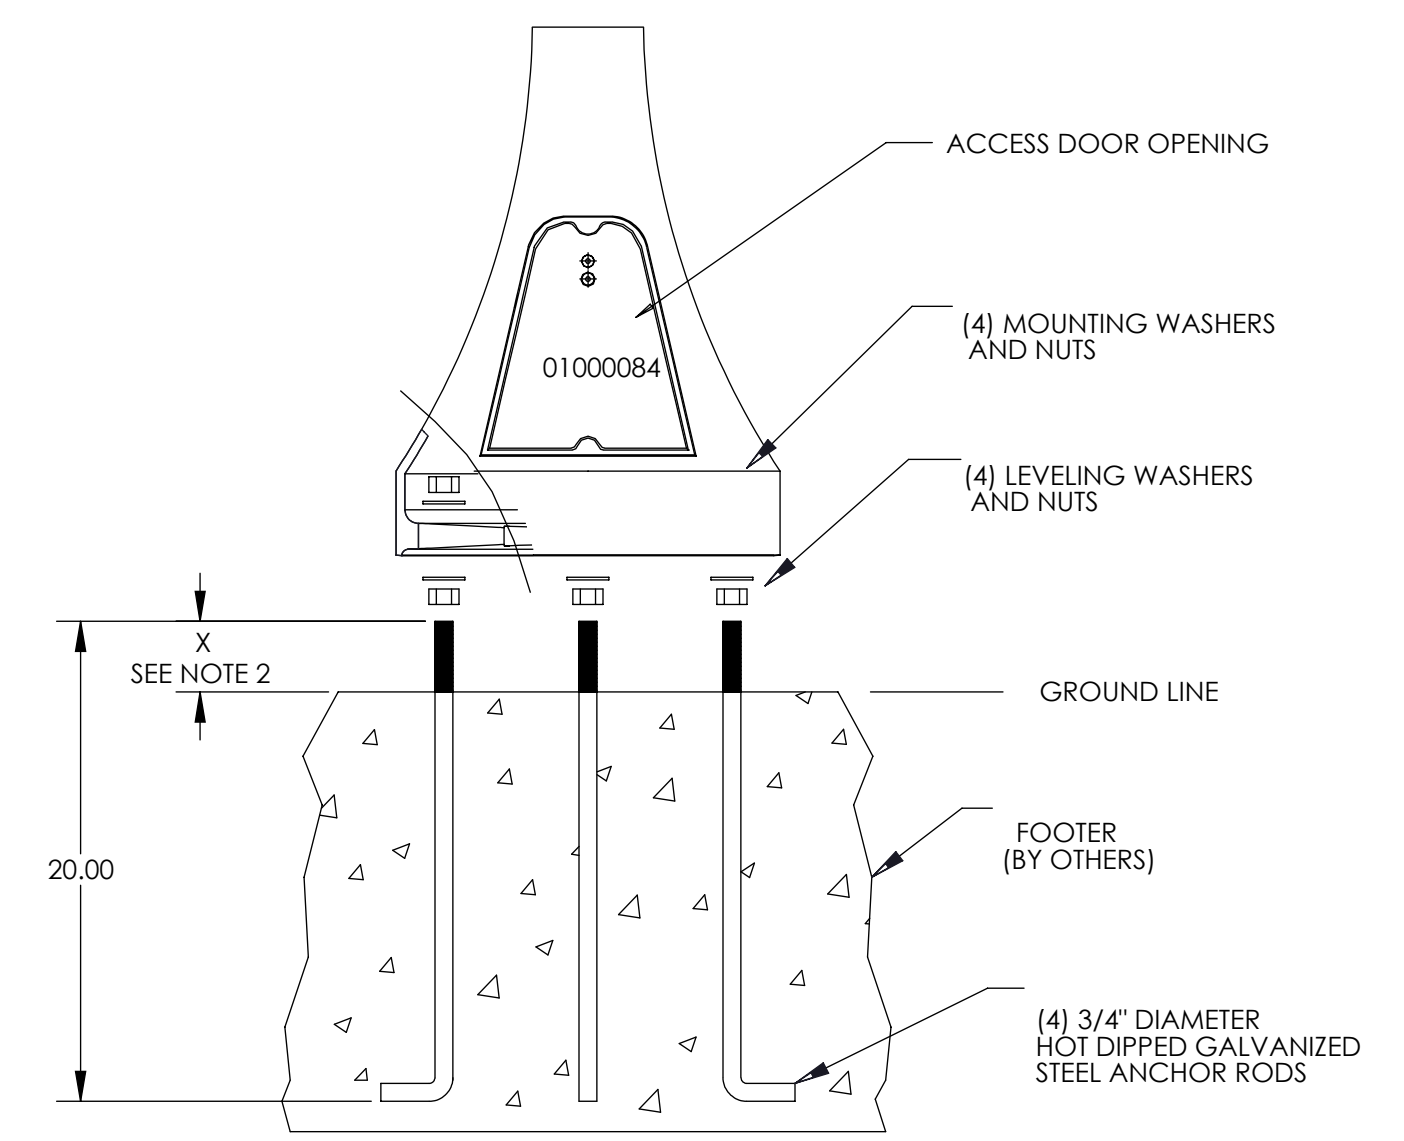 ACCESS DOOR OPENING
(4) MOUNTING WASHERS
AND NUTS
01000084
(4) LEVELING WASHERS
AND NUTS
X
SEE NOTE 2
GROUND LINE
FOOTER
(BY OTHERS)
20.00
(4) 3/4" DIAMETER
HOT DIPPED GALVANIZED
STEEL ANCHOR RODS